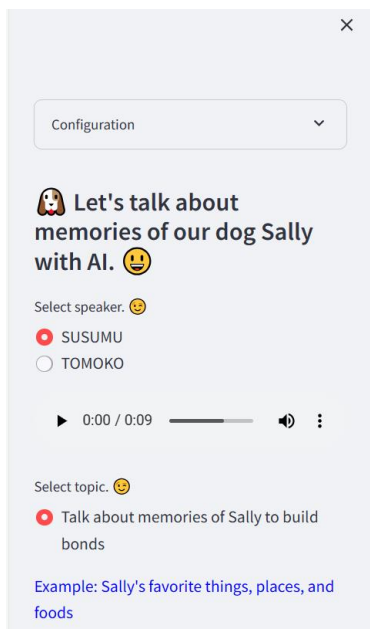 Configuration
Let's talk about
memories of our dog Sally
with AI.
Select speaker.
SUSUMU
TOMOKO
0:00 / 0:09
Select topic.
Talk about memories of Sally to build
bonds
Example: Sally's favorite things, places, and
foods